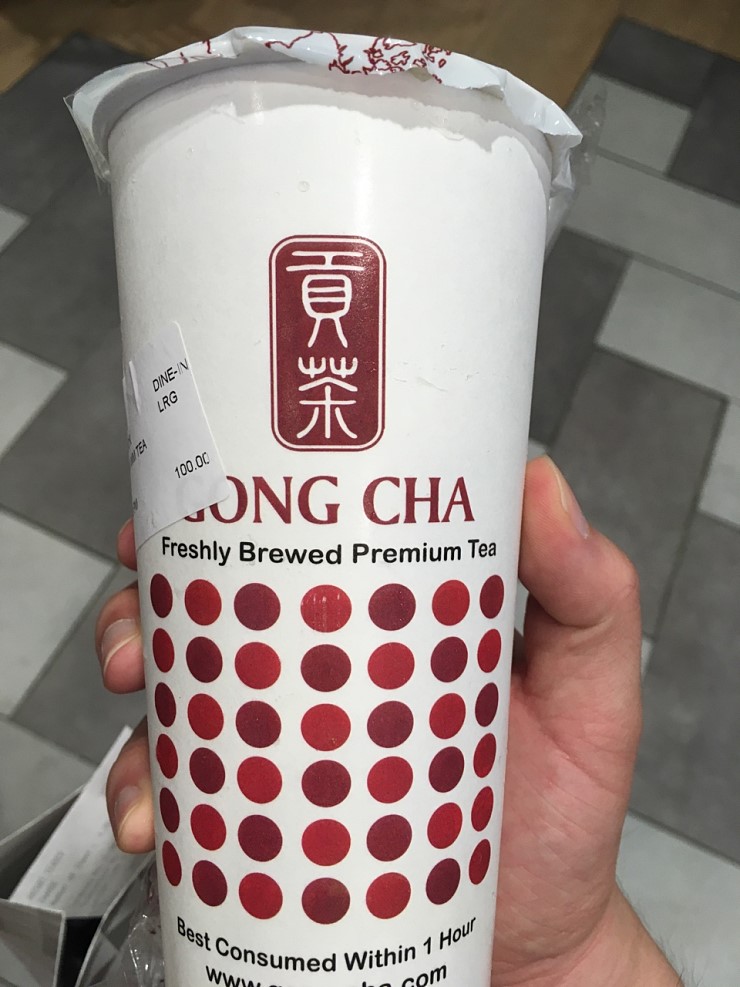 貢茶
DINE-IN
LRG
TEA
100.00
GONG CHA
Freshly Brewed Premium Tea
Best Consumed Within 1 Hour